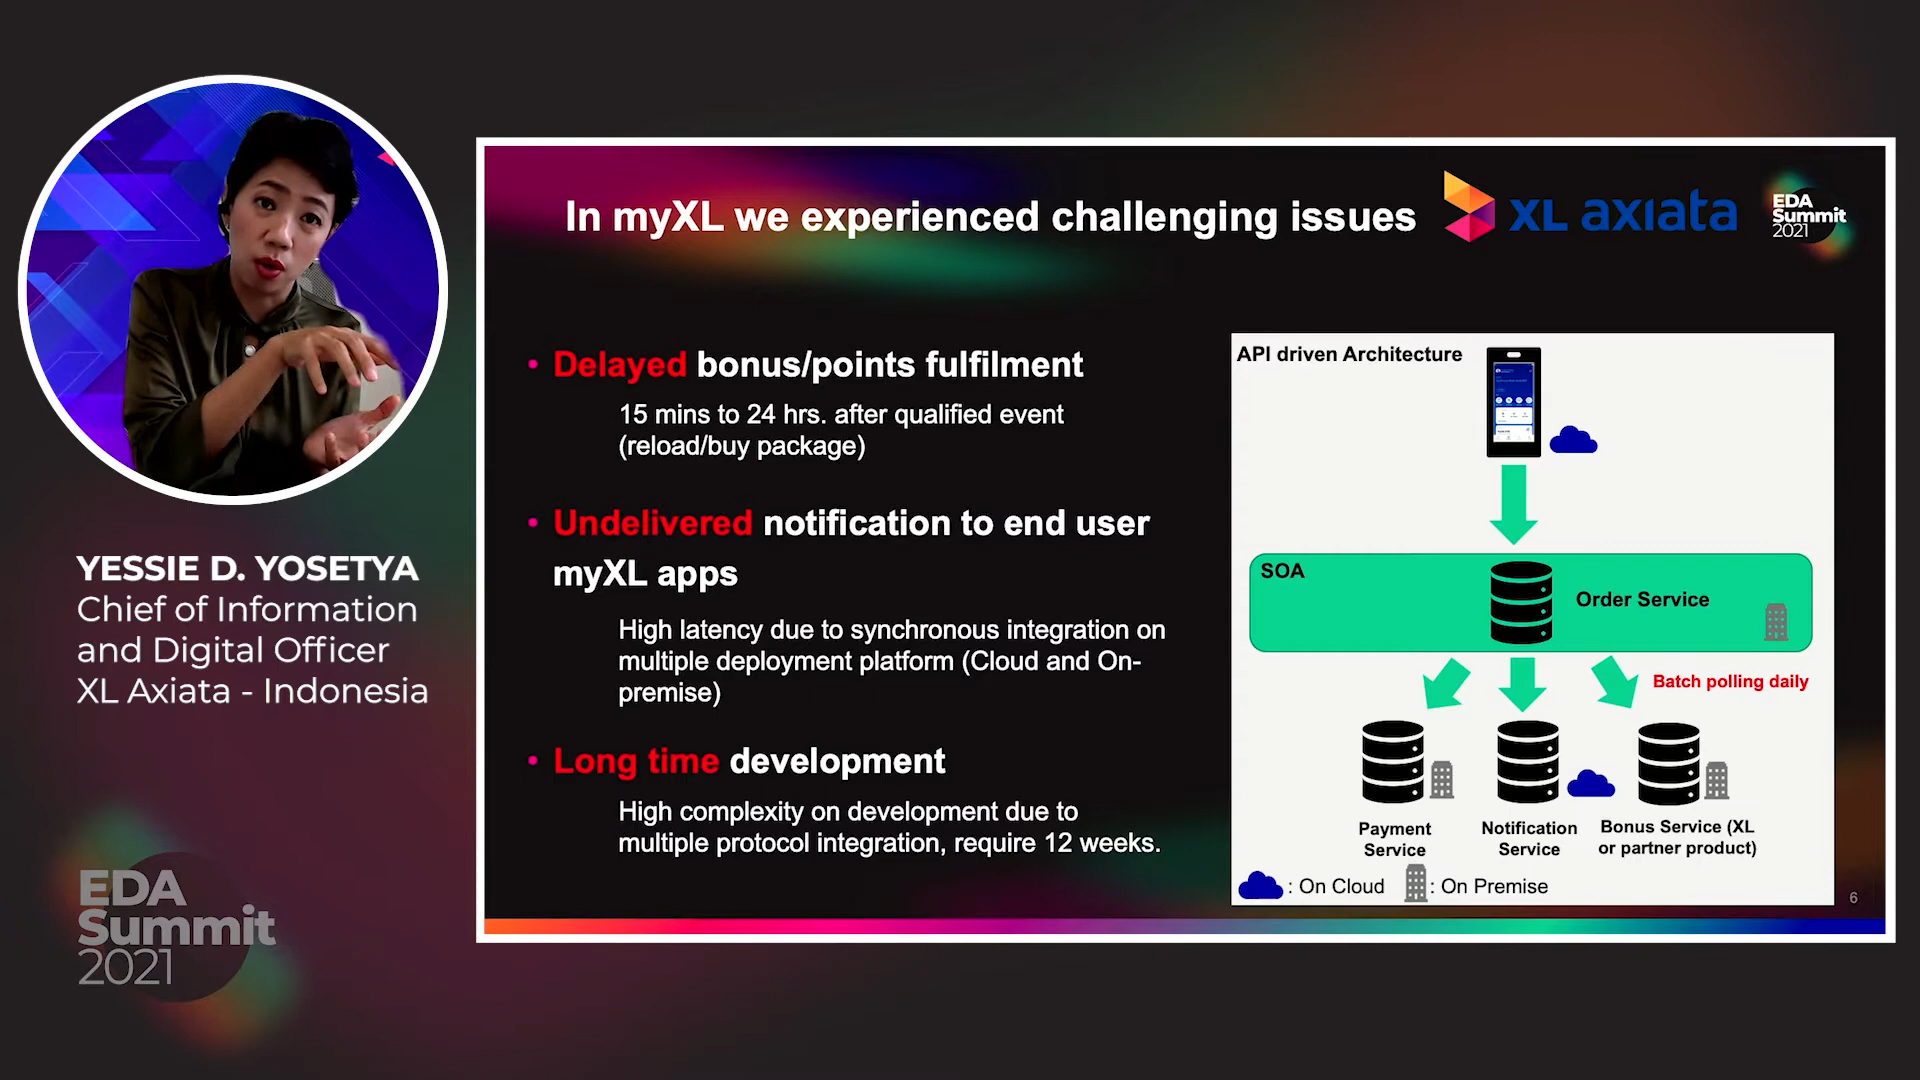 YESSIE D. YOSETYA
Chief of Information
and Digital Officer
XL Axiata - Indonesia
EDA
Summit
2021
In myXL we experienced challenging issues
XL axiata
EDA
Summit
2021
• Delayed bonus/points fulfilment
15 mins to 24 hrs. after qualified event
(reload/buy package)
• Undelivered notification to end user
myXL apps
High latency due to synchronous integration on
multiple deployment platform (Cloud and On-
premise)
• Long time development
High complexity on development due to
multiple protocol integration, require 12 weeks.
API driven Architecture
SOA
Order Service
Batch polling daily
Payment
Service
Notification
Service
Bonus Service (XL
or partner product)
: On Cloud
: On Premise
6